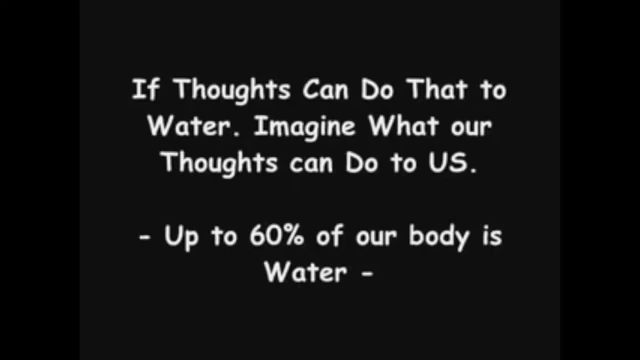 If Thoughts Can Do That to
Water. Imagine What our
Thoughts can Do to US.
- Up to 60% of our body is
Water -